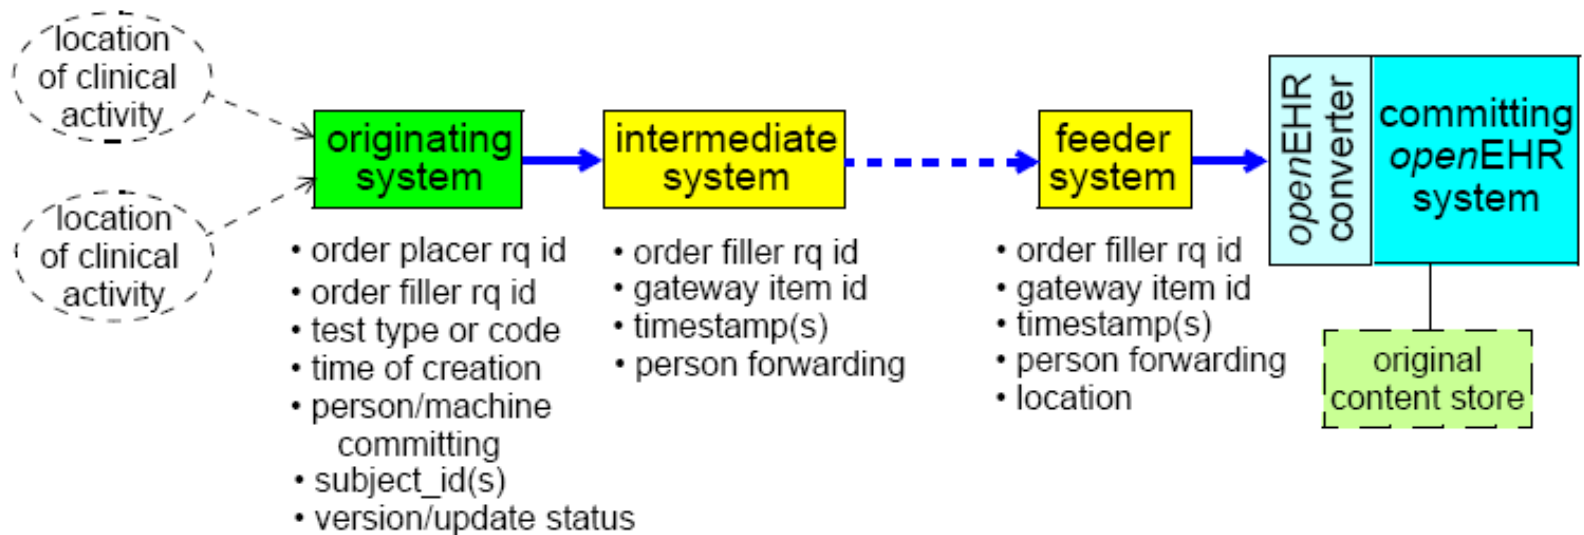 location
of clinical
activity
location
of clinical
activity
originating
system
• order placer rq id
• order filler rq id
• test type or code
• time of creation
• person/machine
committing
• subject_id(s)
• version/update status
intermediate
system
• order filler rq id
• gateway item id
• timestamp(s)
• person forwarding
feeder
system
• order filler rq id
• gateway item id
• timestamp(s)
• person forwarding
• location
openEHR
converter
committing
openEHR
system
original
content store